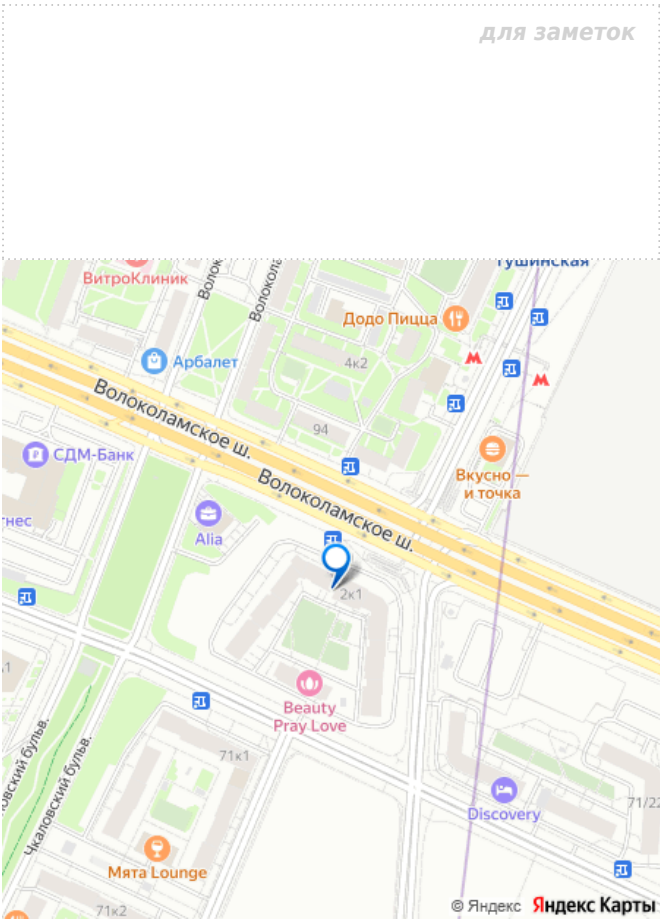 для заметок
Тушинская
ВитроКлиник
Волок
Волокола
Додо Пицца
Арбалет
4к2
Волоколамское ш.
94
СДМ-Банк
Вкусно —
и точка
Волоколамское ш.
Alia
тнес
2к1
Beauty
Pray Love
71к1
Чкаловский бульв.
овский бульв.
Discovery
71/22
Мята Lounge
71к2
© Яндекс Яндекс Карты